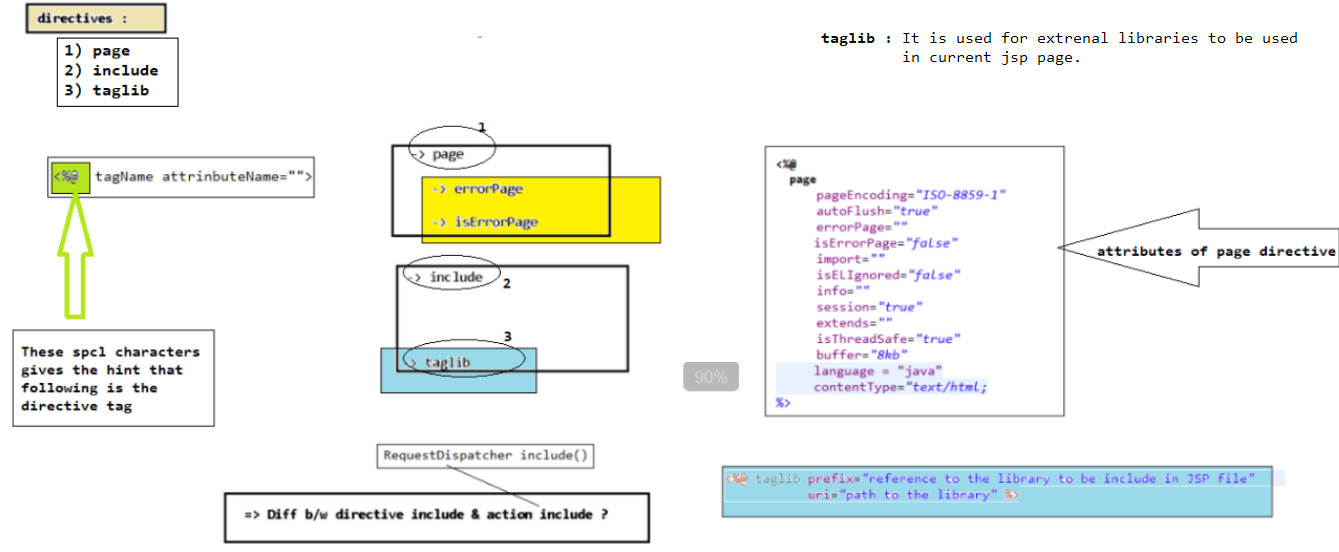 directives :
1) page
2) include
3) taglib
taglib : It is used for extrenal libraries to be used
in current jsp page.
<%@ tagName attrinbuteName="">
These spcl characters
gives the hint that
following is the
directive tag
1
-> page
-> errorPage
-> isErrorPage
-> include
2
3
> taglib
90%
<%@
page
pageEncoding="ISO-8859-1"
autoFlush="true"
errorPage=""
isErrorPage="false"
import=""
isELIgnored="false"
info=""
session="true"
extends=""
isThreadSafe="true"
buffer="8kb"
language = "java"
contentType="text/html;
%>
attributes of page directive
RequestDispatcher include()
=> Diff b/w directive include & action include ?
<%@ taglib prefix="reference to the library to be include in JSP file"
uri="path to the library" %>